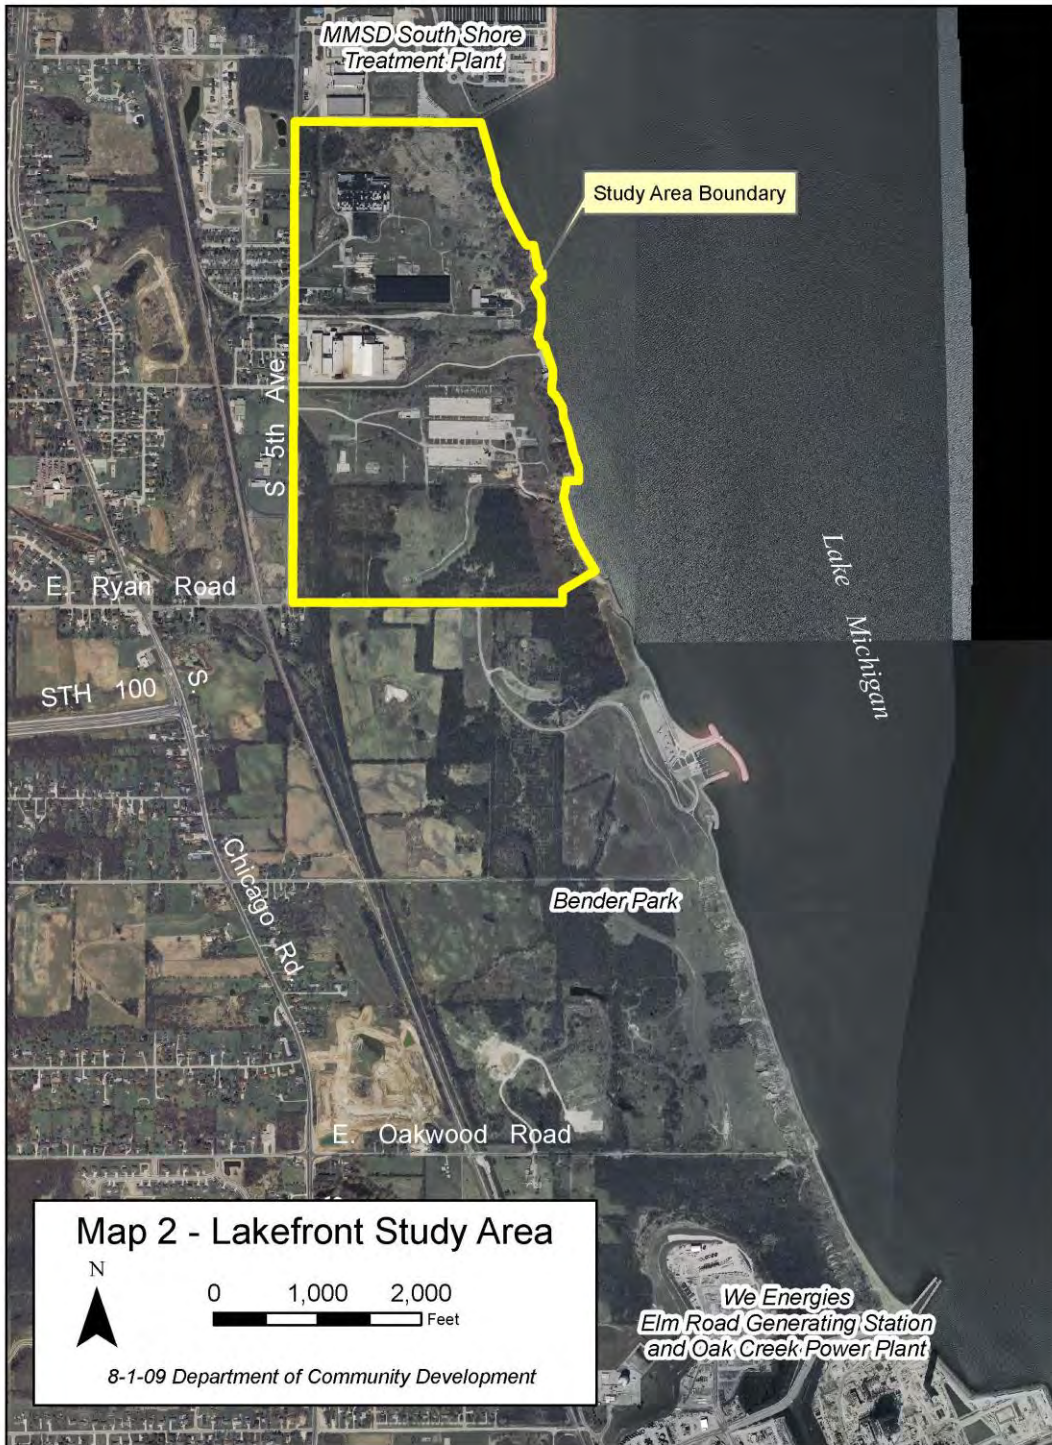 MMSD South Shore
Treatment Plant
Study Area Boundary
S 5th Ave.
E. Ryan Road
STH 100
S.
Chicago Rd.
Lake Michigan
Bender Park
E. Oakwood Road
Map 2 - Lakefront Study Area
N
0 1,000 2,000
Feet
8-1-09 Department of Community Development
We Energies
Elm Road Generating Station
and Oak Creek Power Plant